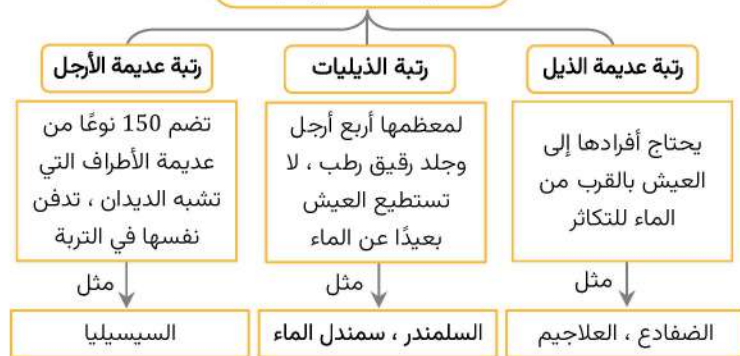 رتبة عديمة الذيل
رتبة الذيليات
رتبة عديمة الأرجل
يحتاج أفرادها إلى
العيش بالقرب من
الماء للتكاثر
لمعظمها أربع أرجل
وجلد رقيق رطب ، لا
تستطيع العيش
بعيدًا عن الماء
تضم 150 نوعًا من
عديمة الأطراف التي
تشبه الديدان ، تدفن
نفسها في التربة
مثل
مثل
مثل
الضفادع ، العلاجيم
السلمندر ، سمندل الماء
السيسيليا